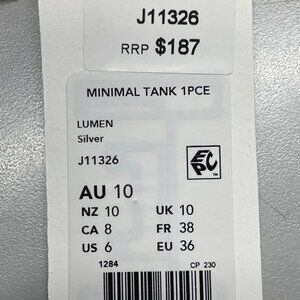 J11326
RRP $187
MINIMAL TANK 1PCE
LUMEN
Silver
J11326
EPC™
AU 10
NZ 10 UK 10
CA 8 FR 38
US 6 EU 36
1284 CP 230